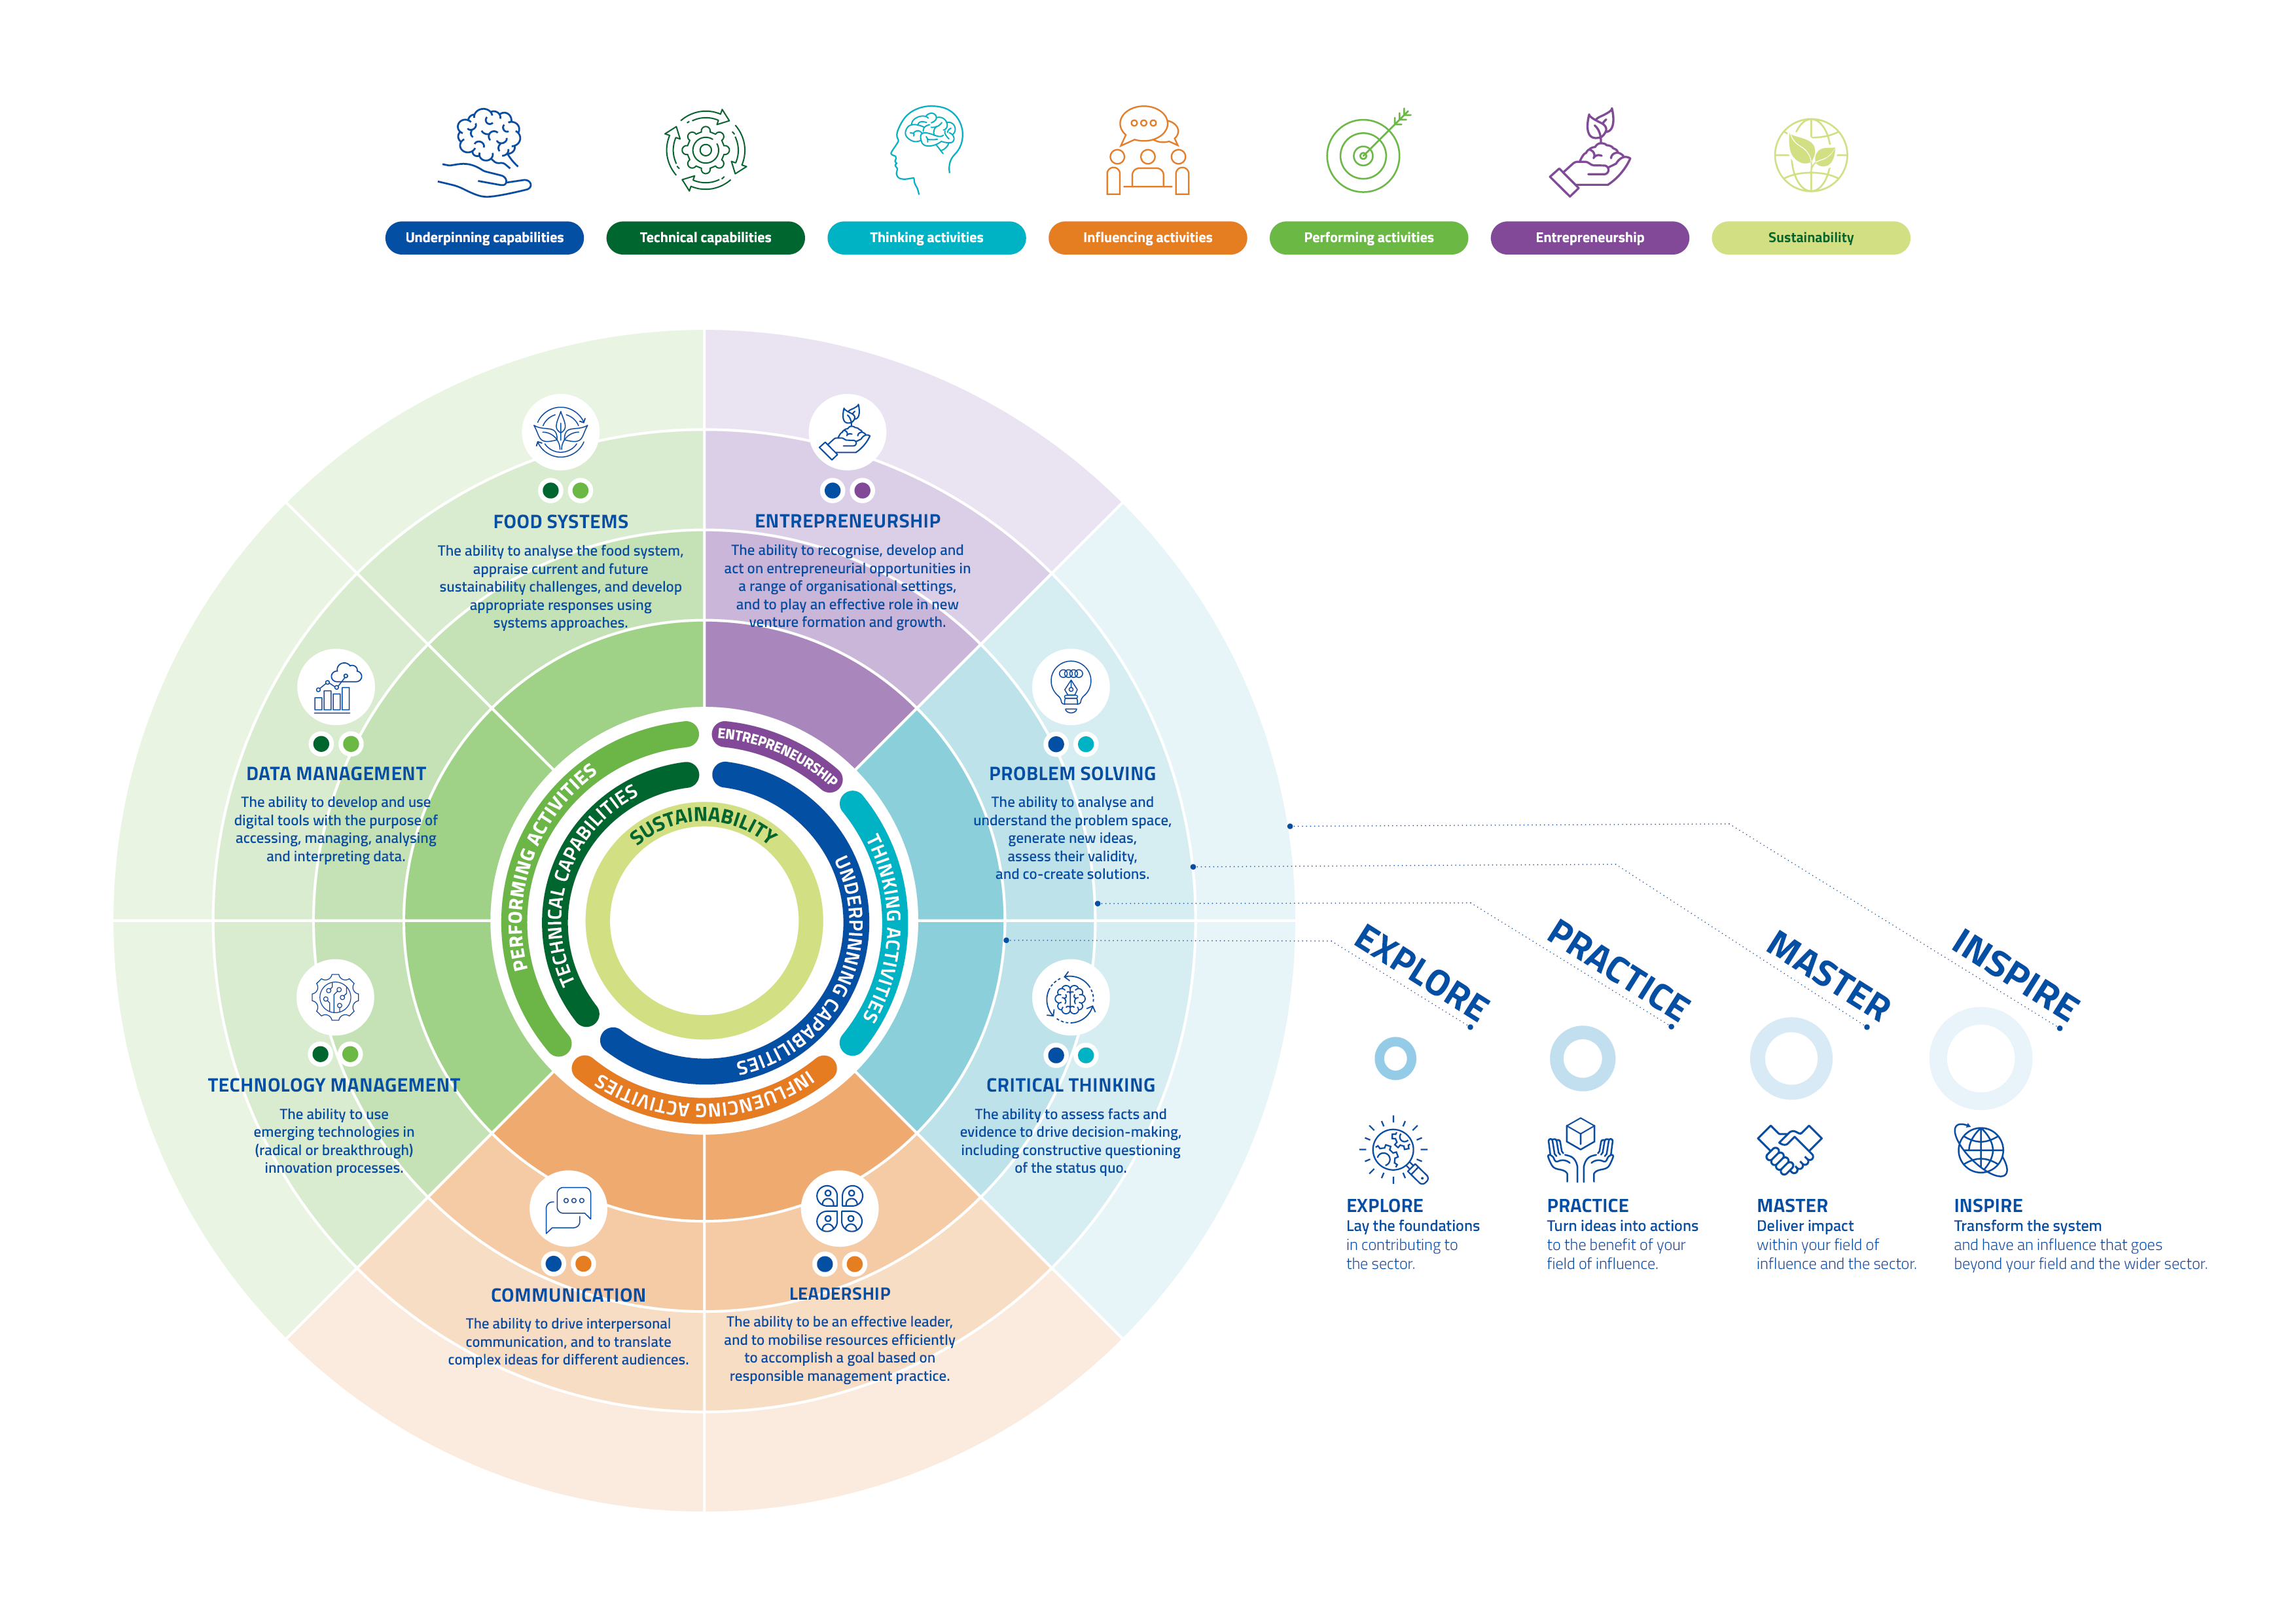 Underpinning capabilities
Technical capabilities
Thinking activities
Influencing activities
Performing activities
Entrepreneurship
Sustainability
FOOD SYSTEMS
The ability to analyse the food system,
appraise current and future
sustainability challenges, and develop
appropriate responses using
systems approaches.
ENTREPRENEURSHIP
The ability to recognise, develop and
act on entrepreneurial opportunities in
a range of organisational settings,
and to play an effective role in new
venture formation and growth.
DATA MANAGEMENT
The ability to develop and use
digital tools with the purpose of
accessing, managing, analysing
and interpreting data.
PROBLEM SOLVING
The ability to analyse and
understand the problem space,
generate new ideas,
assess their validity,
and co-create solutions.
PERFORMING ACTIVITIES
TECHNICAL CAPABILITIES
SUSTAINABILITY
ENTREPRENEURSHIP
UNDERPINNING CAPABILITIES
THINKING ACTIVITIES
INFLUENCING ACTIVITIES
TECHNOLOGY MANAGEMENT
The ability to use
emerging technologies in
(radical or breakthrough)
innovation processes.
CRITICAL THINKING
The ability to assess facts and
evidence to drive decision-making,
including constructive questioning
of the status quo.
COMMUNICATION
The ability to drive interpersonal
communication, and to translate
complex ideas for different audiences.
LEADERSHIP
The ability to be an effective leader,
and to mobilise resources efficiently
to accomplish a goal based on
responsible management practice.
EXPLORE
PRACTICE
MASTER
INSPIRE
EXPLORE
Lay the foundations
in contributing to
the sector.
PRACTICE
Turn ideas into actions
to the benefit of your
field of influence.
MASTER
Deliver impact
within your field of
influence and the sector.
INSPIRE
Transform the system
and have an influence that goes
beyond your field and the wider sector.